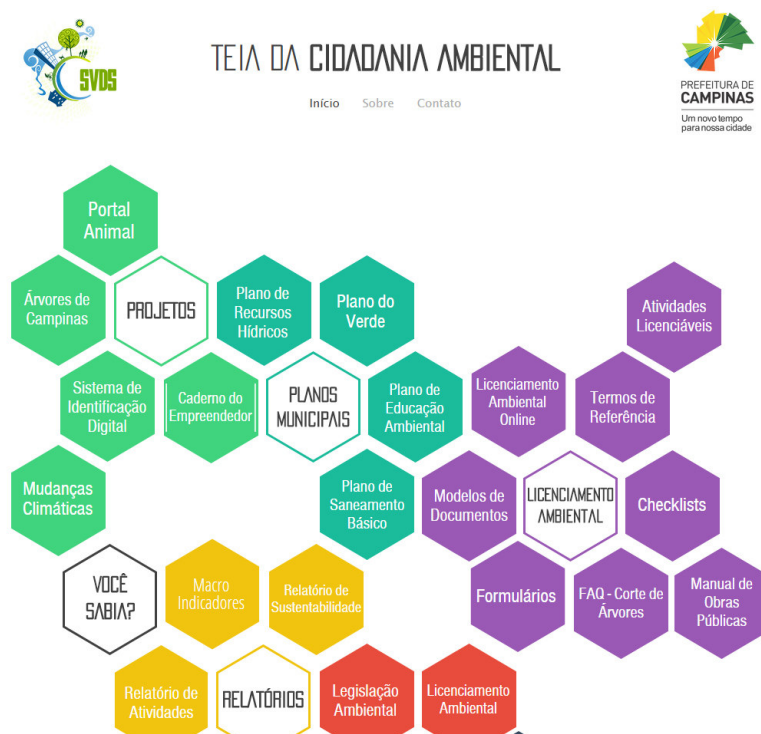 SVDS
TEIA DA CIDADANIA AMBIENTAL
PREFEITURA DE
CAMPINAS
Um novo tempo
para nossa cidade
Início Sobre Contato
Portal
Animal
Árvores de
Campinas
PROJETOS
Plano de
Recursos
Hídricos
Plano do
Verde
Atividades
Licenciáveis
Sistema de
Identificação
Digital
Caderno do
Empreendedor
PLANOS
MUNICIPAIS
Plano de
Educação
Ambiental
Licenciamento
Ambiental
Online
Termos de
Referência
Mudanças
Climáticas
Plano de
Saneamento
Básico
Modelos de
Documentos
LICENCIAMENTO
AMBIENTAL
Checklists
VOCÊ
SABIA?
Macro
Indicadores
Relatório de
Sustentabilidade
Formulários
FAQ - Corte de
Árvores
Manual de
Obras
Públicas
Relatório de
Atividades
RELATÓRIOS
Legislação
Ambiental
Licenciamento
Ambiental